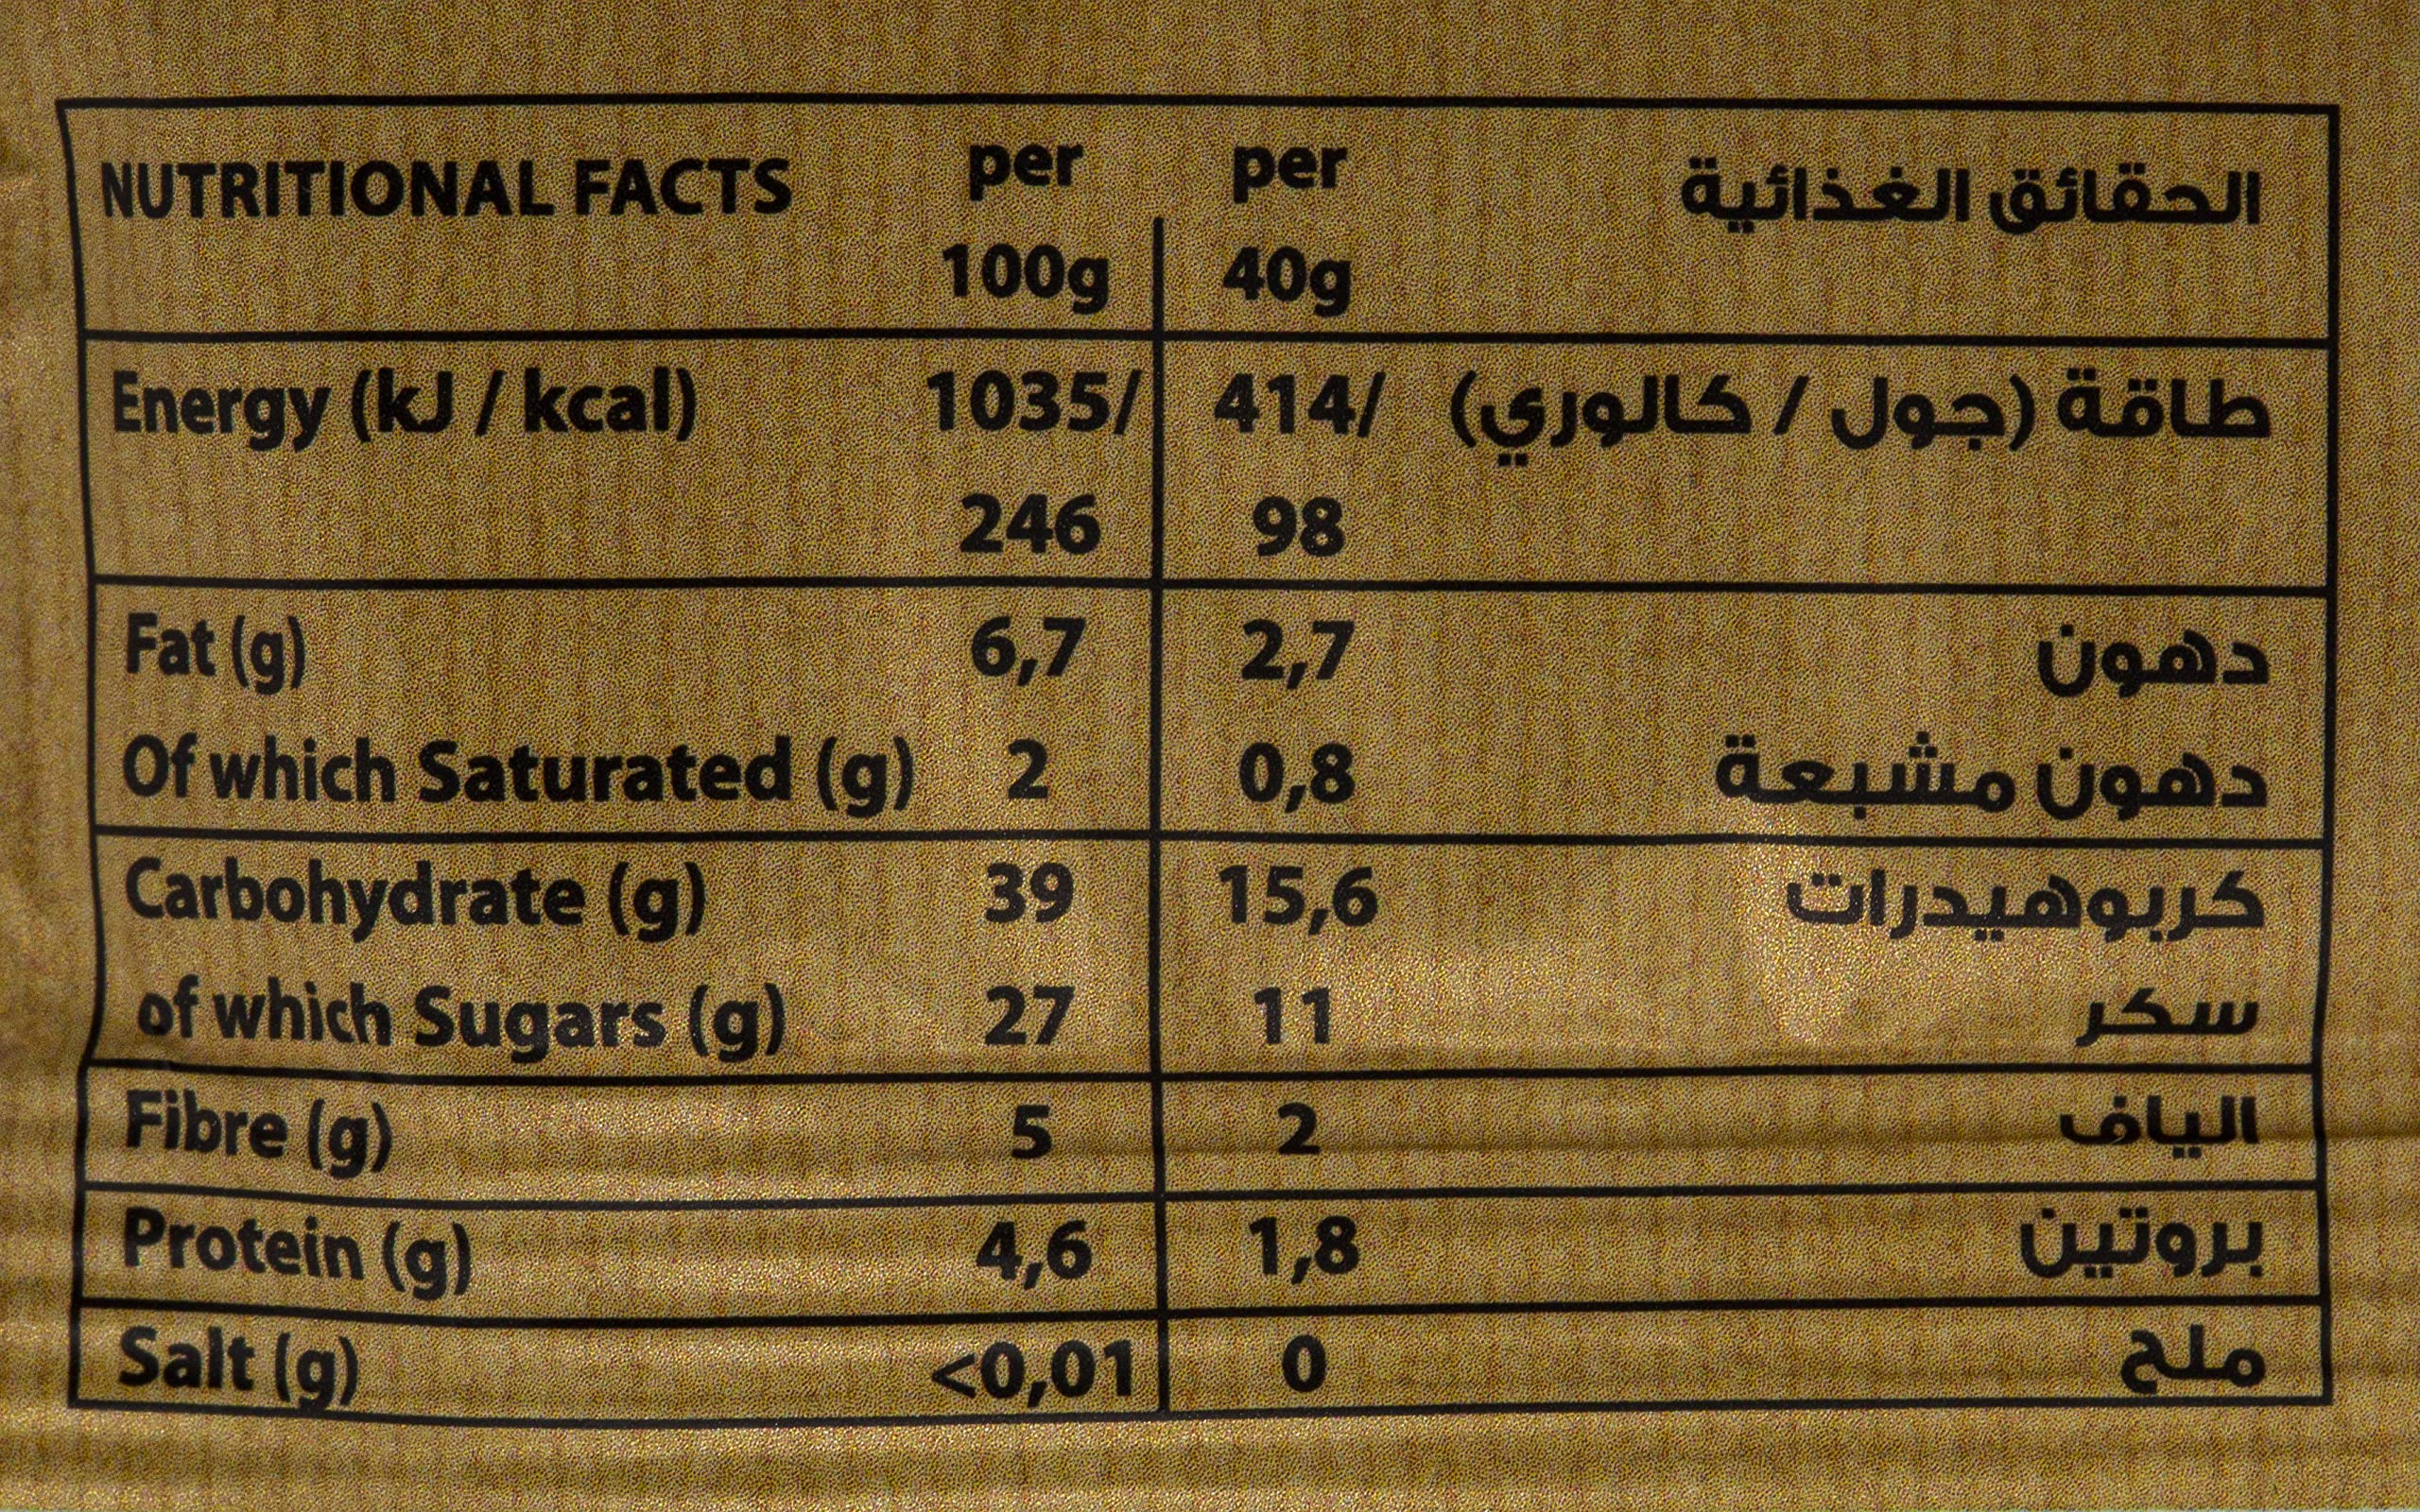 NUTRITIONAL FACTS per per الحقائق الغذائية
100g 40g
Energy (kJ / kcal) 1035/ 414/ طاقة (جول / كالوري)
246 98
Fat (g) 6,7 2,7 دهون
Of which Saturated (g) 2 0,8 دهون مشبعة
Carbohydrate (g) 39 15,6 كربوهيدرات
of which Sugars (g) 27 11 سكر
Fibre (g) 5 2 الياف
Protein (g) 4,6 1,8 بروتين
Salt (g) <0,01 0 ملح